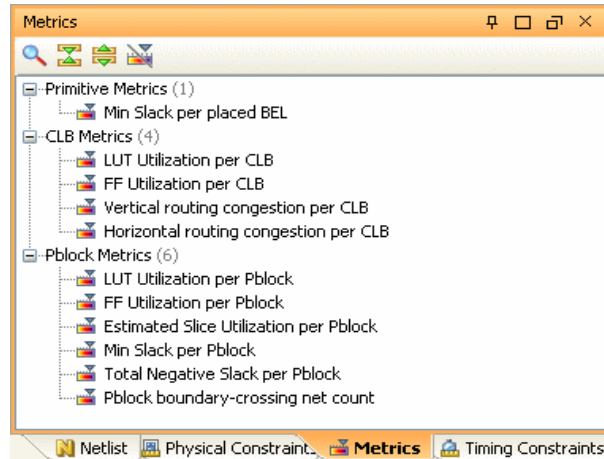 Metrics
Primitive Metrics (1)
Min Slack per placed BEL
CLB Metrics (4)
LUT Utilization per CLB
FF Utilization per CLB
Vertical routing congestion per CLB
Horizontal routing congestion per CLB
Pblock Metrics (6)
LUT Utilization per Pblock
FF Utilization per Pblock
Estimated Slice Utilization per Pblock
Min Slack per Pblock
Total Negative Slack per Pblock
Pblock boundary-crossing net count
Netlist Physical Constraints Metrics Timing Constraints